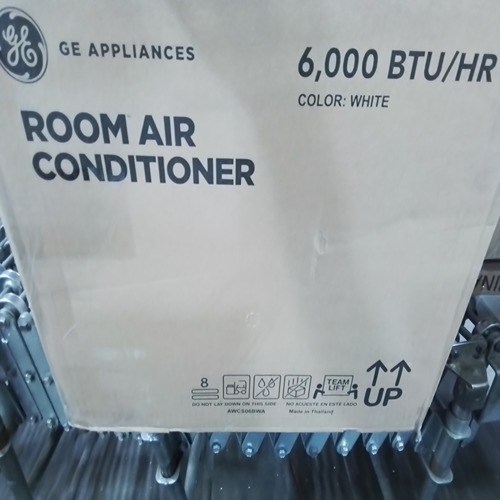 GE APPLIANCES
6,000 BTU/HR
COLOR: WHITE
ROOM AIR
CONDITIONER
8
TEAM
LIFT
UP
DO NOT LAY DOWN ON THIS SIDE
NO ACUESTE EN ESTE LADO
Made in Thailand